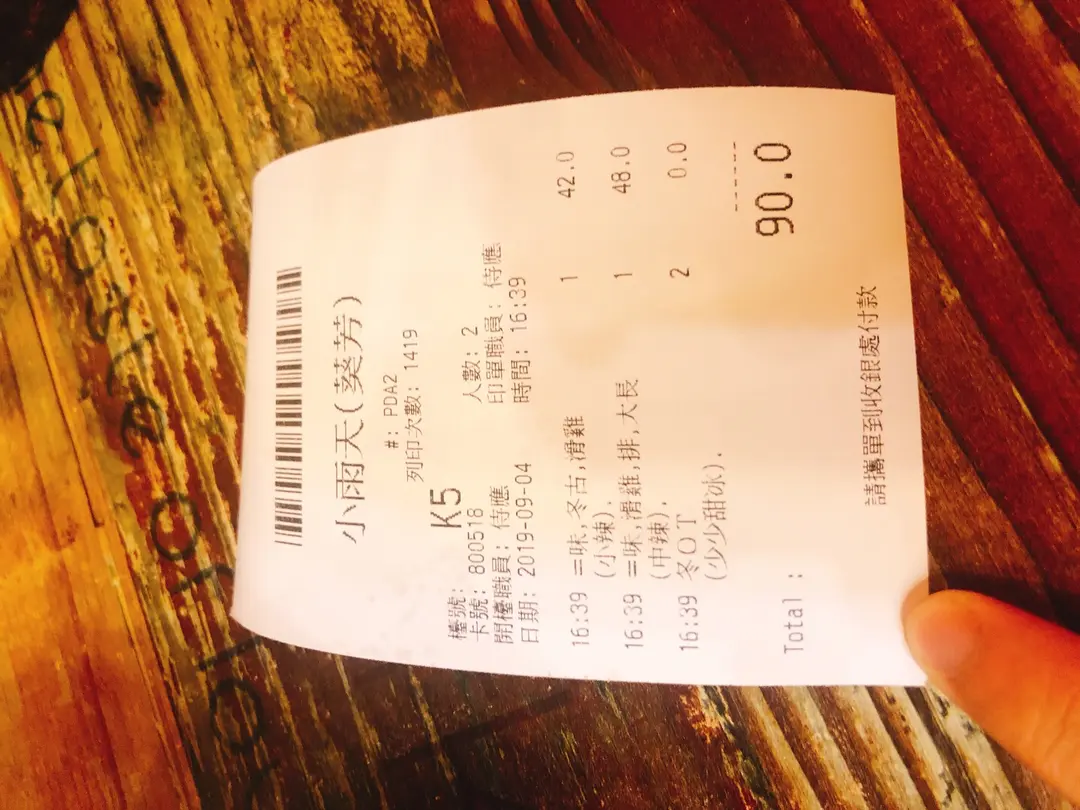 小雨天(葵芳)
#: PDA2
列印次數: 1419
檯號: K5
卡號: 800518 人數: 2
開檯職員: 侍應 印單職員: 侍應
日期: 2019-09-04 時間: 16:39
16:39 二味,冬古,滑雞 1 42.0
(小辣).
16:39 二味,滑雞,排,大長 1 48.0
(中辣).
16:39 冬OT 2 0.0
(少少甜冰).
------
Total : 90.0
請攜單到收銀處付款